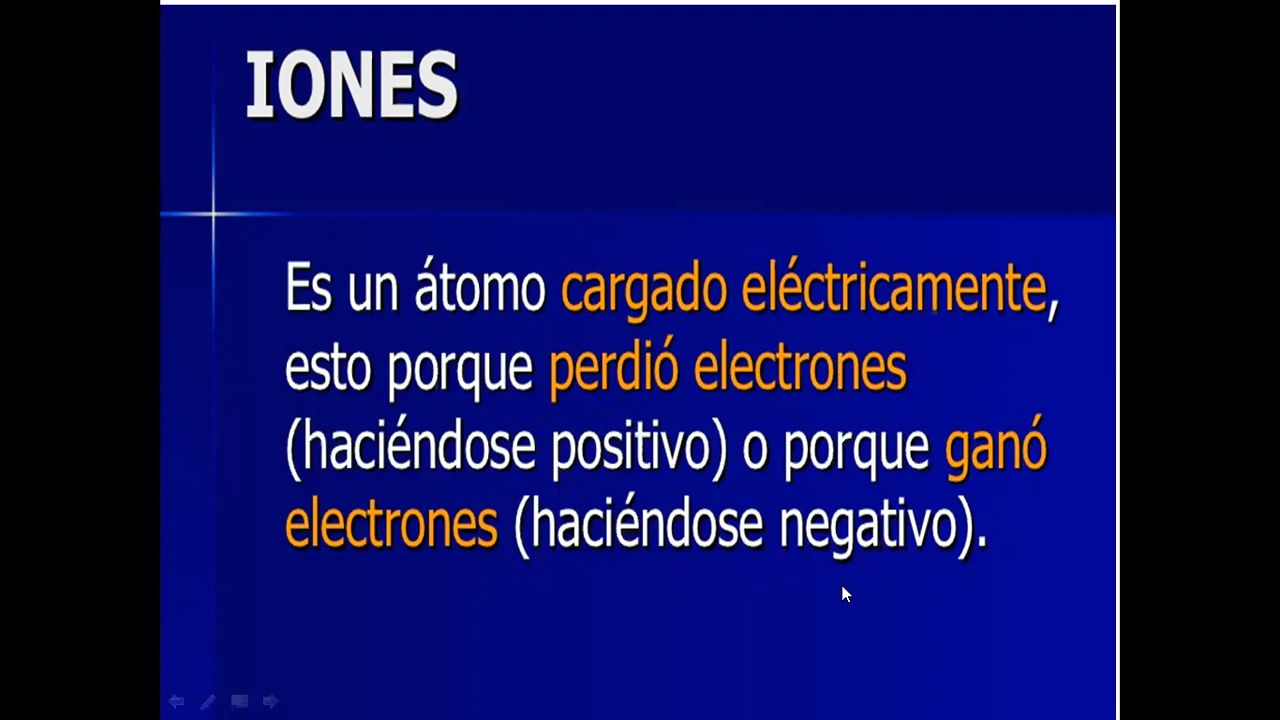 IONES
Es un átomo cargado eléctricamente,
esto porque perdió electrones
(haciéndose positivo) o porque ganó
electrones (haciéndose negativo).